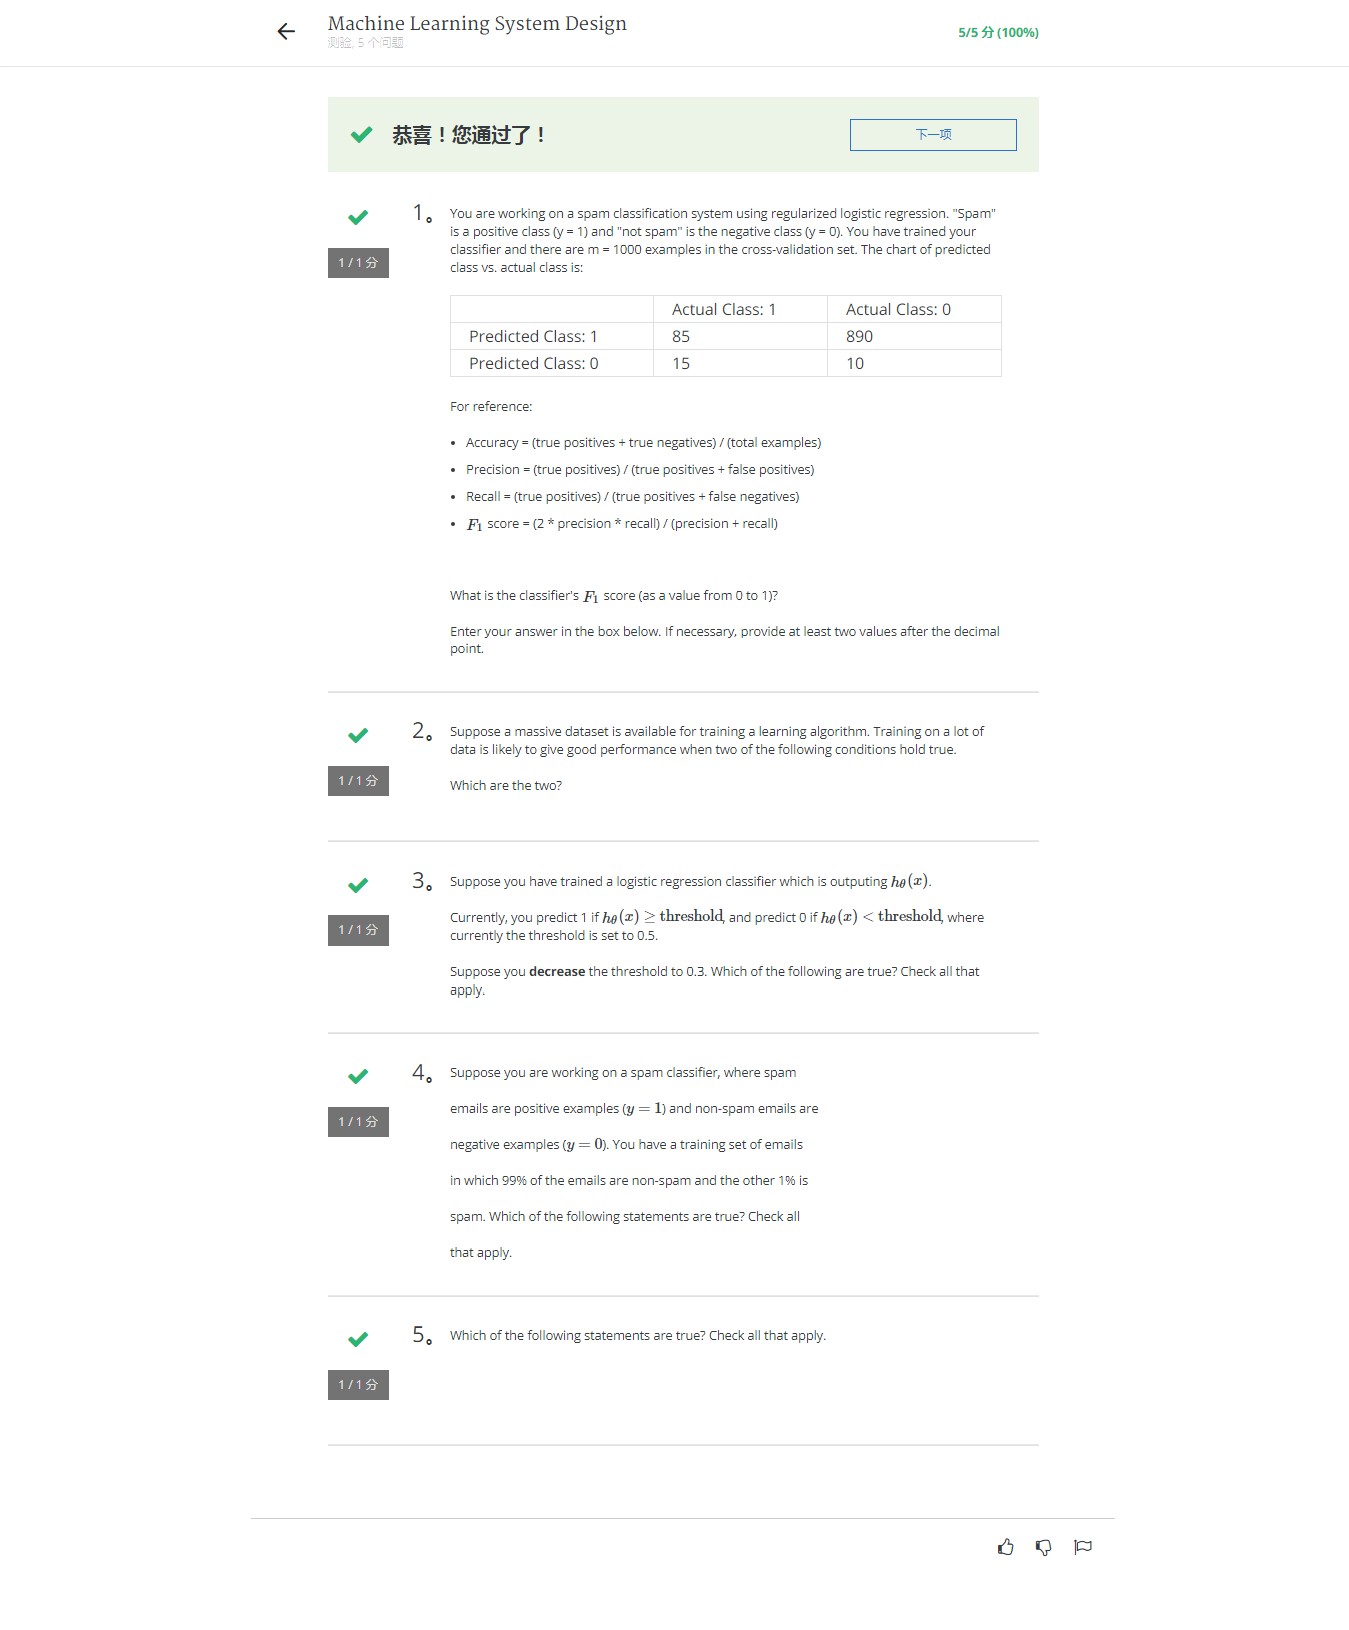 Machine Learning System Design
测验, 5 个问题
5/5 分 (100%)
恭喜！您通过了！
下一项
1。
1 / 1 分
You are working on a spam classification system using regularized logistic regression. "Spam"
is a positive class (y = 1) and "not spam" is the negative class (y = 0). You have trained your
classifier and there are m = 1000 examples in the cross-validation set. The chart of predicted
class vs. actual class is:
Actual Class: 1 Actual Class: 0
Predicted Class: 1 85 890
Predicted Class: 0 15 10
For reference:
• Accuracy = (true positives + true negatives) / (total examples)
• Precision = (true positives) / (true positives + false positives)
• Recall = (true positives) / (true positives + false negatives)
• F₁ score = (2 * precision * recall) / (precision + recall)
What is the classifier's F₁ score (as a value from 0 to 1)?
Enter your answer in the box below. If necessary, provide at least two values after the decimal
point.
2。
1 / 1 分
Suppose a massive dataset is available for training a learning algorithm. Training on a lot of
data is likely to give good performance when two of the following conditions hold true.
Which are the two?
3。
1 / 1 分
Suppose you have trained a logistic regression classifier which is outputing hθ(x).
Currently, you predict 1 if hθ(x) ≥ threshold, and predict 0 if hθ(x) < threshold, where
currently the threshold is set to 0.5.
Suppose you decrease the threshold to 0.3. Which of the following are true? Check all that
apply.
4。
1 / 1 分
Suppose you are working on a spam classifier, where spam
emails are positive examples (y = 1) and non-spam emails are
negative examples (y = 0). You have a training set of emails
in which 99% of the emails are non-spam and the other 1% is
spam. Which of the following statements are true? Check all
that apply.
5。
1 / 1 分
Which of the following statements are true? Check all that apply.